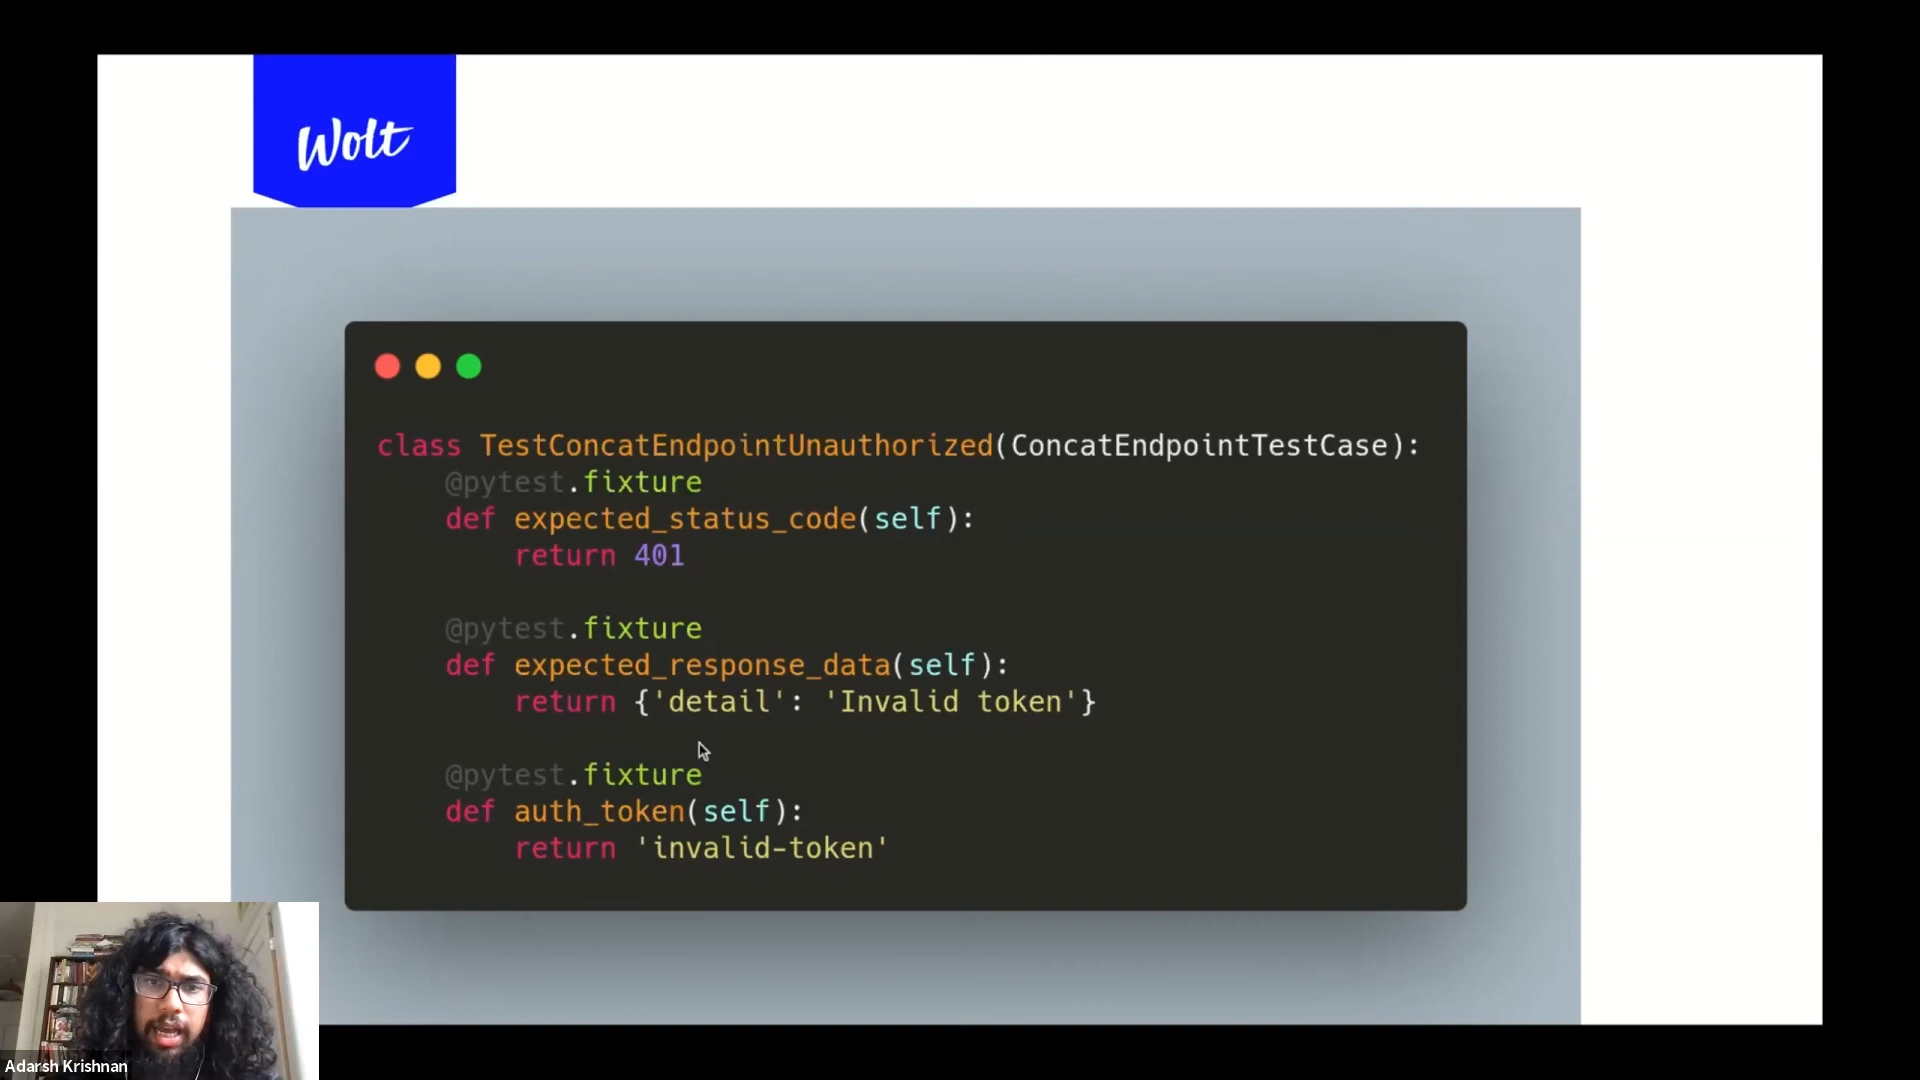 Wolt
class TestConcatEndpointUnauthorized(ConcatEndpointTestCase):
@pytest.fixture
def expected_status_code(self):
return 401
@pytest.fixture
def expected_response_data(self):
return {'detail': 'Invalid token'}
@pytest.fixture
def auth_token(self):
return 'invalid-token'
Adarsh Krishnan